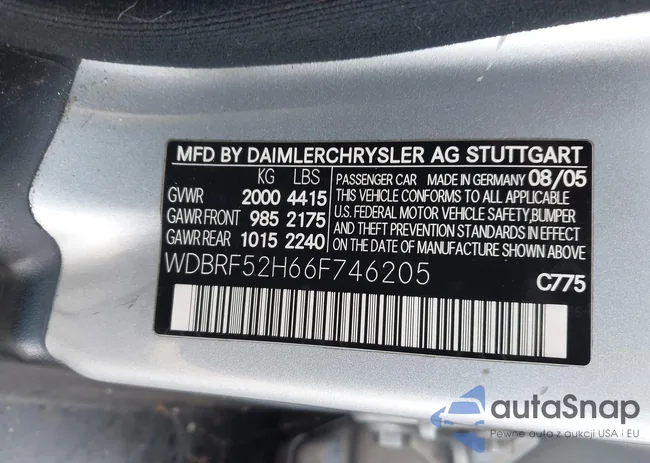 MFD BY DAIMLERCHRYSLER AG STUTTGART
KG LBS
GVWR 2000 4415
GAWR FRONT 985 2175
GAWR REAR 1015 2240
PASSENGER CAR MADE IN GERMANY 08/05
THIS VEHICLE CONFORMS TO ALL APPLICABLE
U.S. FEDERAL MOTOR VEHICLE SAFETY, BUMPER
AND THEFT PREVENTION STANDARDS IN EFFECT
ON THE DATE OF MANUFACTURE SHOWN ABOVE
WDBRF52H66F746205
C775
autaSnap
Pewne auto z aukcji USA i EU